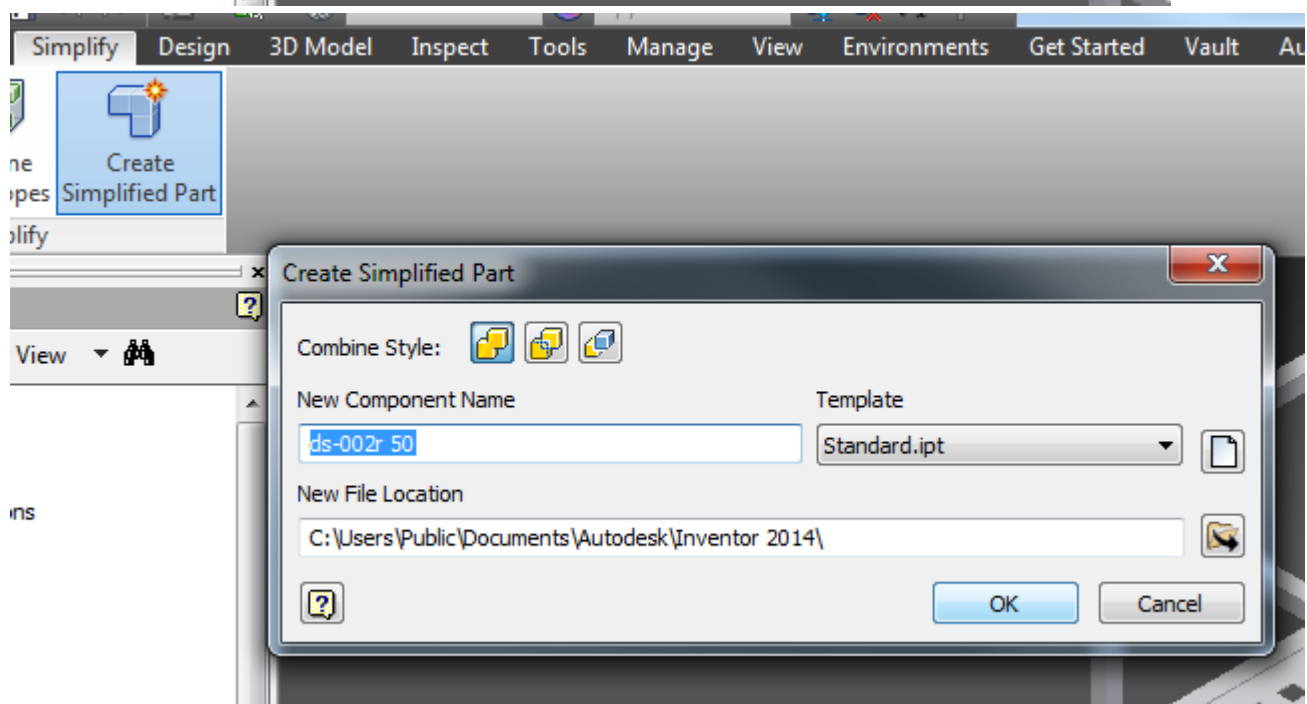 Simplify Design 3D Model Inspect Tools Manage View Environments Get Started Vault
Create
Simplified Part
Create Simplified Part
View
Combine Style:
New Component Name Template
ds-002r 50 Standard.ipt
New File Location
C:\Users\Public\Documents\Autodesk\Inventor 2014\
OK Cancel